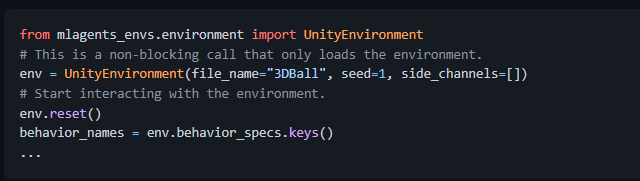 from mlagents_envs.environment import UnityEnvironment
# This is a non-blocking call that only loads the environment.
env = UnityEnvironment(file_name="3DBall", seed=1, side_channels=[])
# Start interacting with the environment.
env.reset()
behavior_names = env.behavior_specs.keys()
...